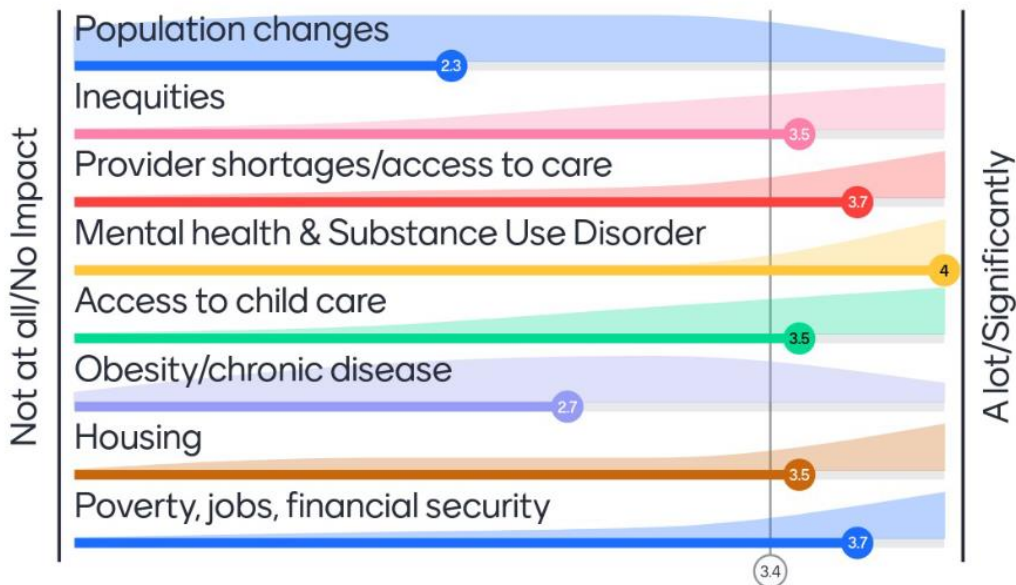 Not at all/No Impact
Population changes
2.3
Inequities
3.5
Provider shortages/access to care
3.7
Mental health & Substance Use Disorder
4
Access to child care
3.5
Obesity/chronic disease
2.7
Housing
3.5
Poverty, jobs, financial security
3.7
3.4
A lot/Significantly